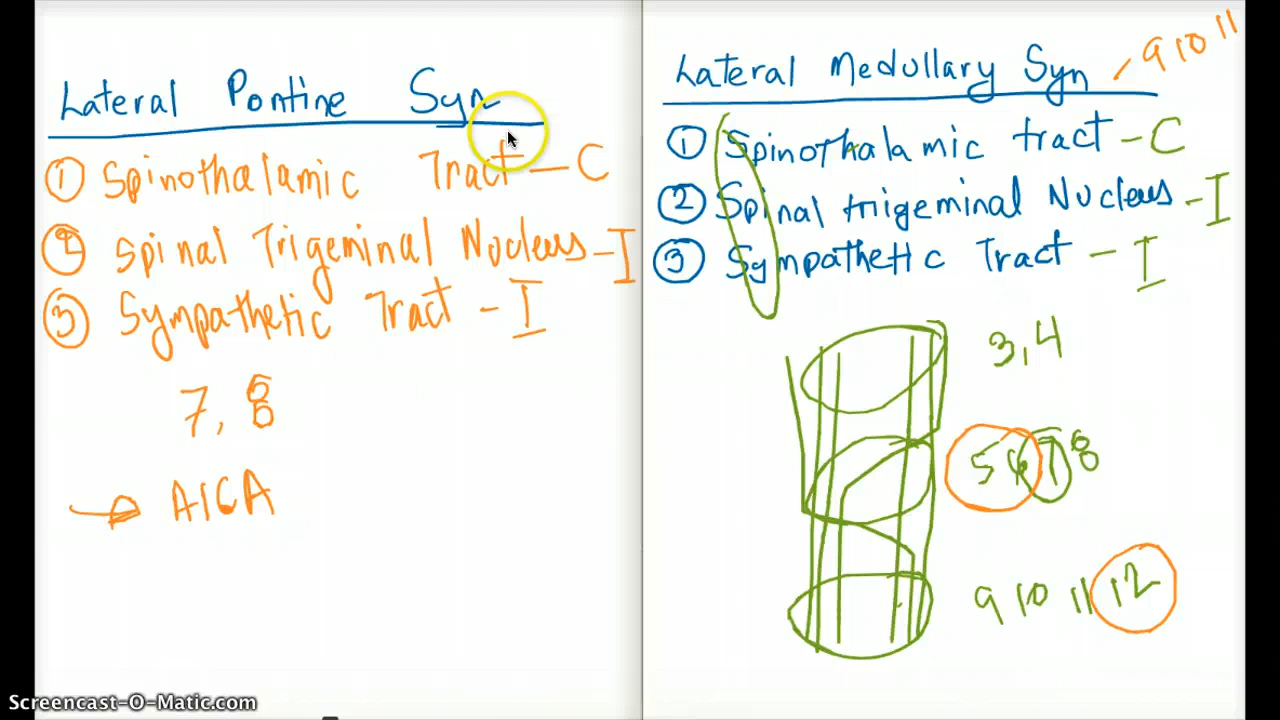 Lateral Pontine Syn
① Spinothalamic Tract - C
② Spinal Trigeminal Nucleus - I
③ Sympathetic Tract - I
7, 8
→ AICA
Lateral Medullary Syn - 9 10 11
① Spinothalamic tract - C
② Spinal trigeminal Nucleus - I
③ Sympathetic Tract - I
3, 4
5 6 7 8
9 10 11 12
Screencast-O-Matic.com